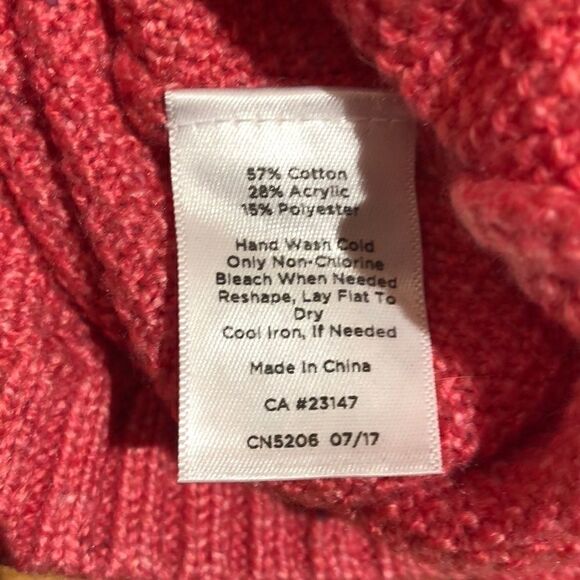 57% Cotton
28% Acrylic
15% Polyester
Hand Wash Cold
Only Non-Chlorine
Bleach When Needed
Reshape, Lay Flat To
Dry
Cool Iron, If Needed
Made In China
CA #23147
CN5206 07/17